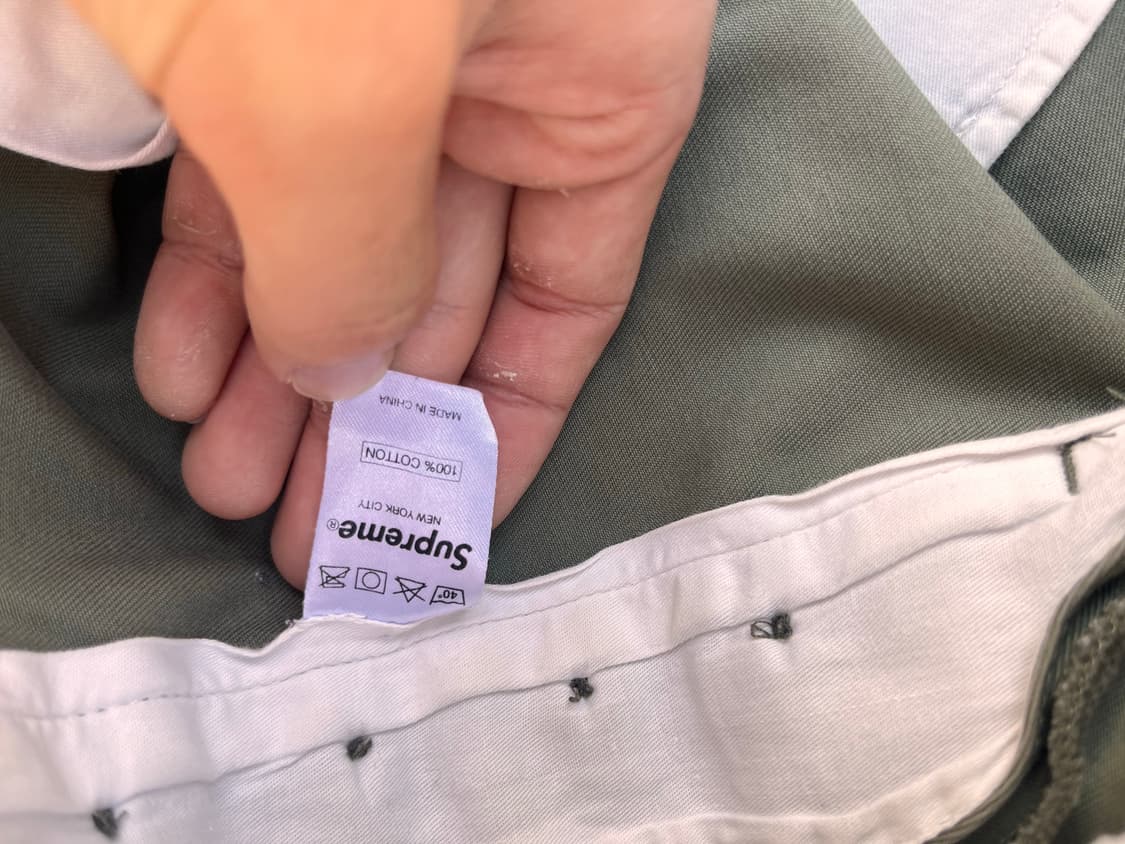 40°
Supreme®
NEW YORK CITY
100% COTTON
MADE IN CHINA